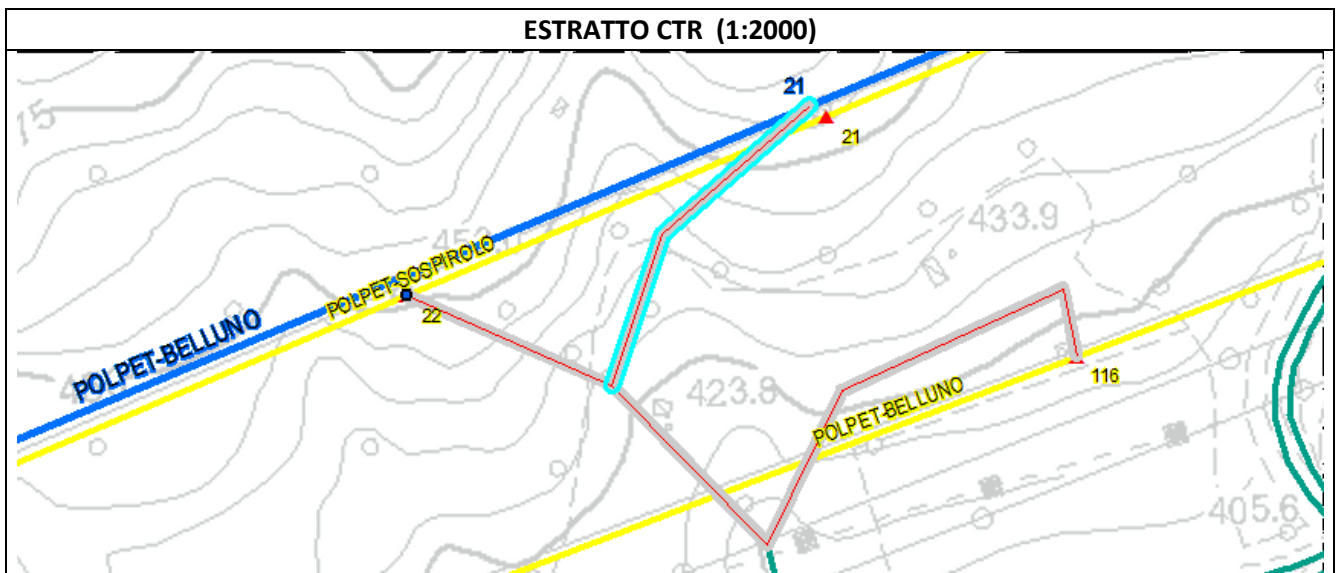 ESTRATTO CTR (1:2000)
21
21
433.9
POLPET-SOSPIROLO
22
POLPET-BELLUNO
116
423.8
POLPET-BELLUNO
405.6